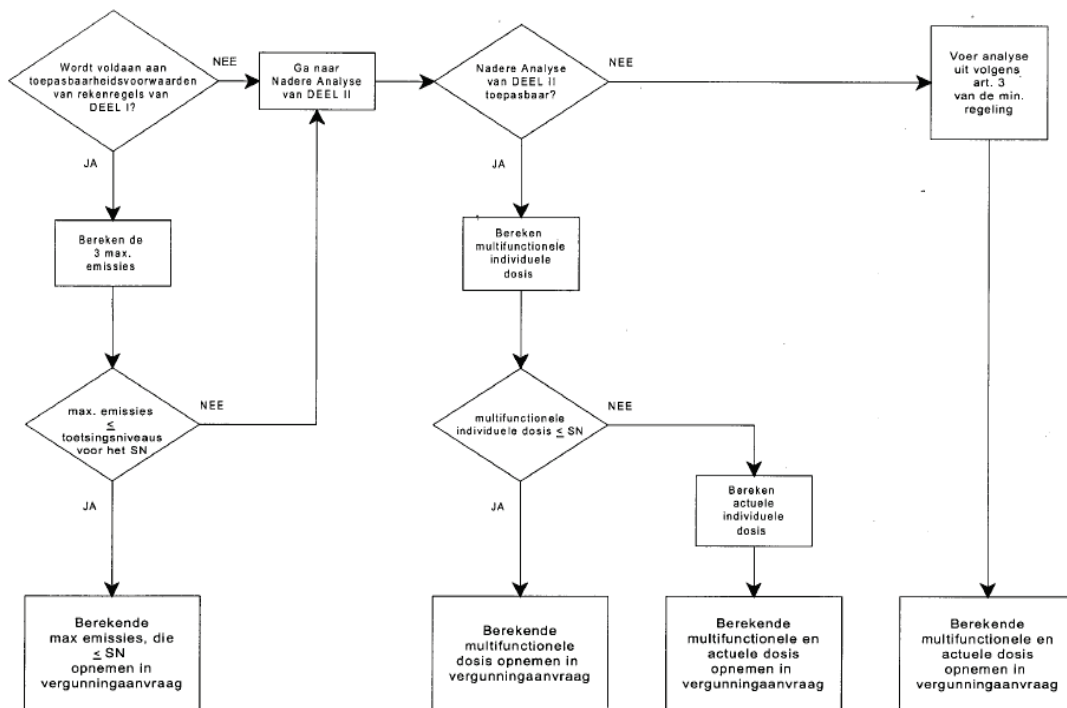 Wordt voldaan aan
toepasbaarheidsvoorwaarden
van rekenregels van
DEEL I?
NEE
Ga naar
Nadere Analyse
van DEEL II
Nadere Analyse
van DEEL II
toepasbaar?
NEE
Voer analyse
uit volgens
art. 3
van de min.
regeling
JA
JA
Bereken de
3 max.
emissies
Bereken
multifunctionele
individuele
dosis
max. emissies
≤
toetsingsniveaus
voor het SN
NEE
multifunctionele
individuele dosis ≤ SN
NEE
JA
JA
Bereken
actuele
individuele
dosis
Berekende
max emissies, die
≤ SN
opnemen in
vergunningaanvraag
Berekende
multifunctionele
dosis opnemen in
vergunningaanvraag
Berekende
multifunctionele en
actuele dosis
opnemen in
vergunningaanvraag
Berekende
multifunctionele en
actuele dosis
opnemen in
vergunningaanvraag